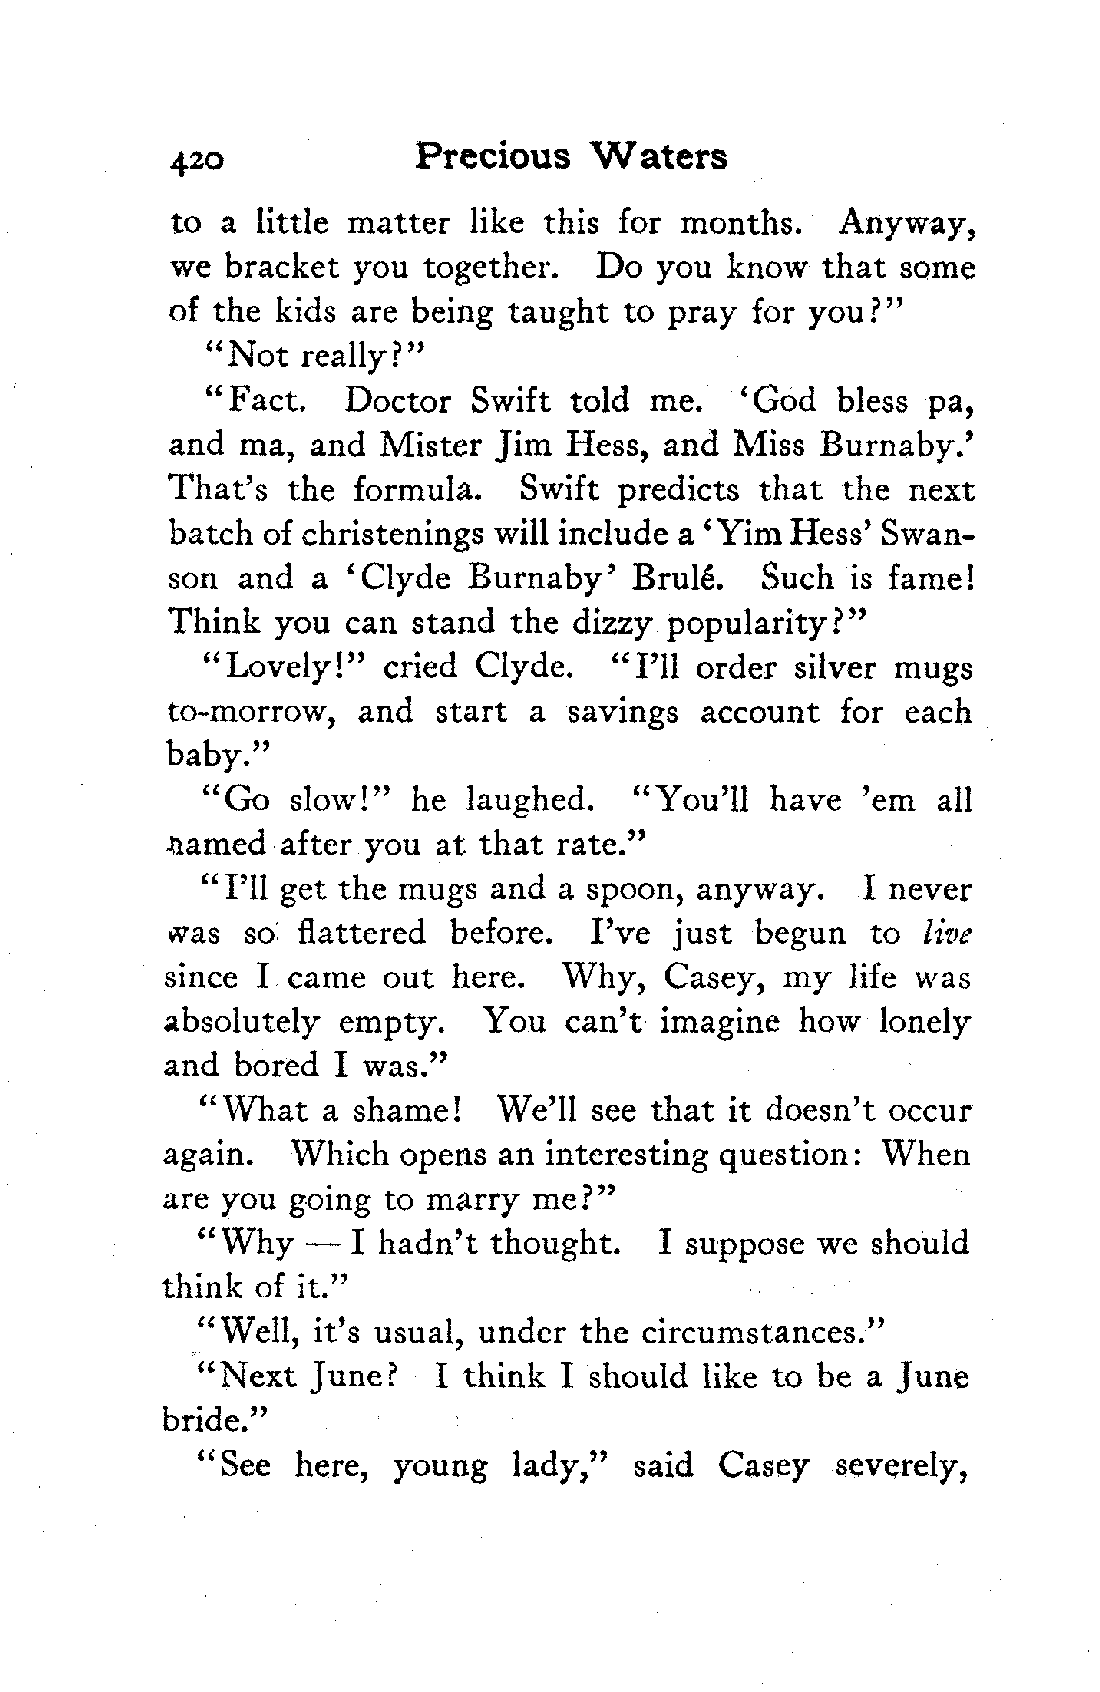 420 Precious Waters
to a little matter like this for months. Anyway,
we bracket you together. Do you know that some
of the kids are being taught to pray for you?"
"Not really?"
"Fact. Doctor Swift told me. 'God bless pa,
and ma, and Mister Jim Hess, and Miss Burnaby.'
That's the formula. Swift predicts that the next
batch of christenings will include a 'Yim Hess' Swan-
son and a 'Clyde Burnaby' Brulé. Such is fame!
Think you can stand the dizzy popularity?"
"Lovely!" cried Clyde. "I'll order silver mugs
to-morrow, and start a savings account for each
baby."
"Go slow!" he laughed. "You'll have 'em all
named after you at that rate."
"I'll get the mugs and a spoon, anyway. I never
was so flattered before. I've just begun to live
since I came out here. Why, Casey, my life was
absolutely empty. You can't imagine how lonely
and bored I was."
"What a shame! We'll see that it doesn't occur
again. Which opens an interesting question: When
are you going to marry me?"
"Why — I hadn't thought. I suppose we should
think of it."
"Well, it's usual, under the circumstances."
"Next June? I think I should like to be a June
bride."
"See here, young lady," said Casey severely,